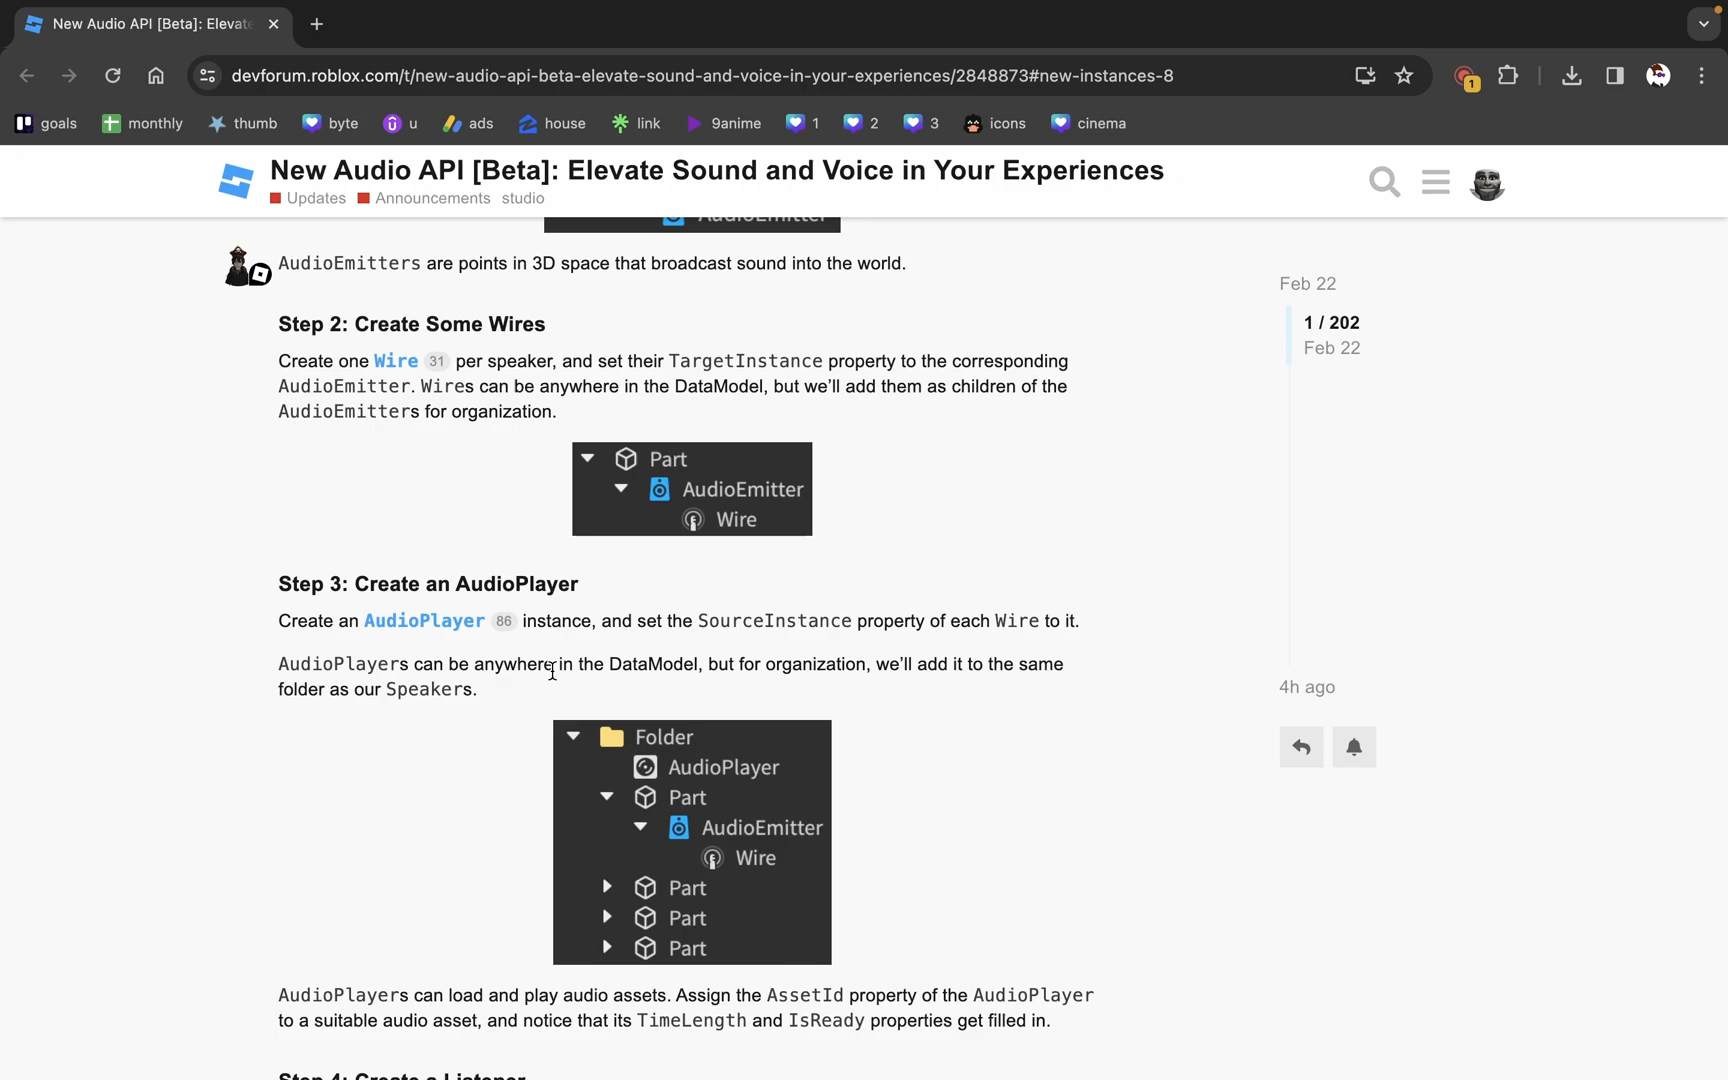 New Audio API [Beta]: Elevate
devforum.roblox.com/t/new-audio-api-beta-elevate-sound-and-voice-in-your-experiences/2848873#new-instances-8
1
goals monthly thumb byte u ads house link 9anime 1 2 3 icons cinema
New Audio API [Beta]: Elevate Sound and Voice in Your Experiences
Updates Announcements studio
AudioEmitter
AudioEmitters are points in 3D space that broadcast sound into the world.
Step 2: Create Some Wires
Create one Wire 31 per speaker, and set their TargetInstance property to the corresponding
AudioEmitter. Wires can be anywhere in the DataModel, but we’ll add them as children of the
AudioEmitters for organization.
Part
AudioEmitter
Wire
Step 3: Create an AudioPlayer
Create an AudioPlayer 86 instance, and set the SourceInstance property of each Wire to it.
AudioPlayers can be anywhere in the DataModel, but for organization, we’ll add it to the same
folder as our Speakers.
Folder
AudioPlayer
Part
AudioEmitter
Wire
Part
Part
Part
AudioPlayers can load and play audio assets. Assign the AssetId property of the AudioPlayer
to a suitable audio asset, and notice that its TimeLength and IsReady properties get filled in.
Step 4: Create a Listener
Feb 22
1 / 202
Feb 22
4h ago